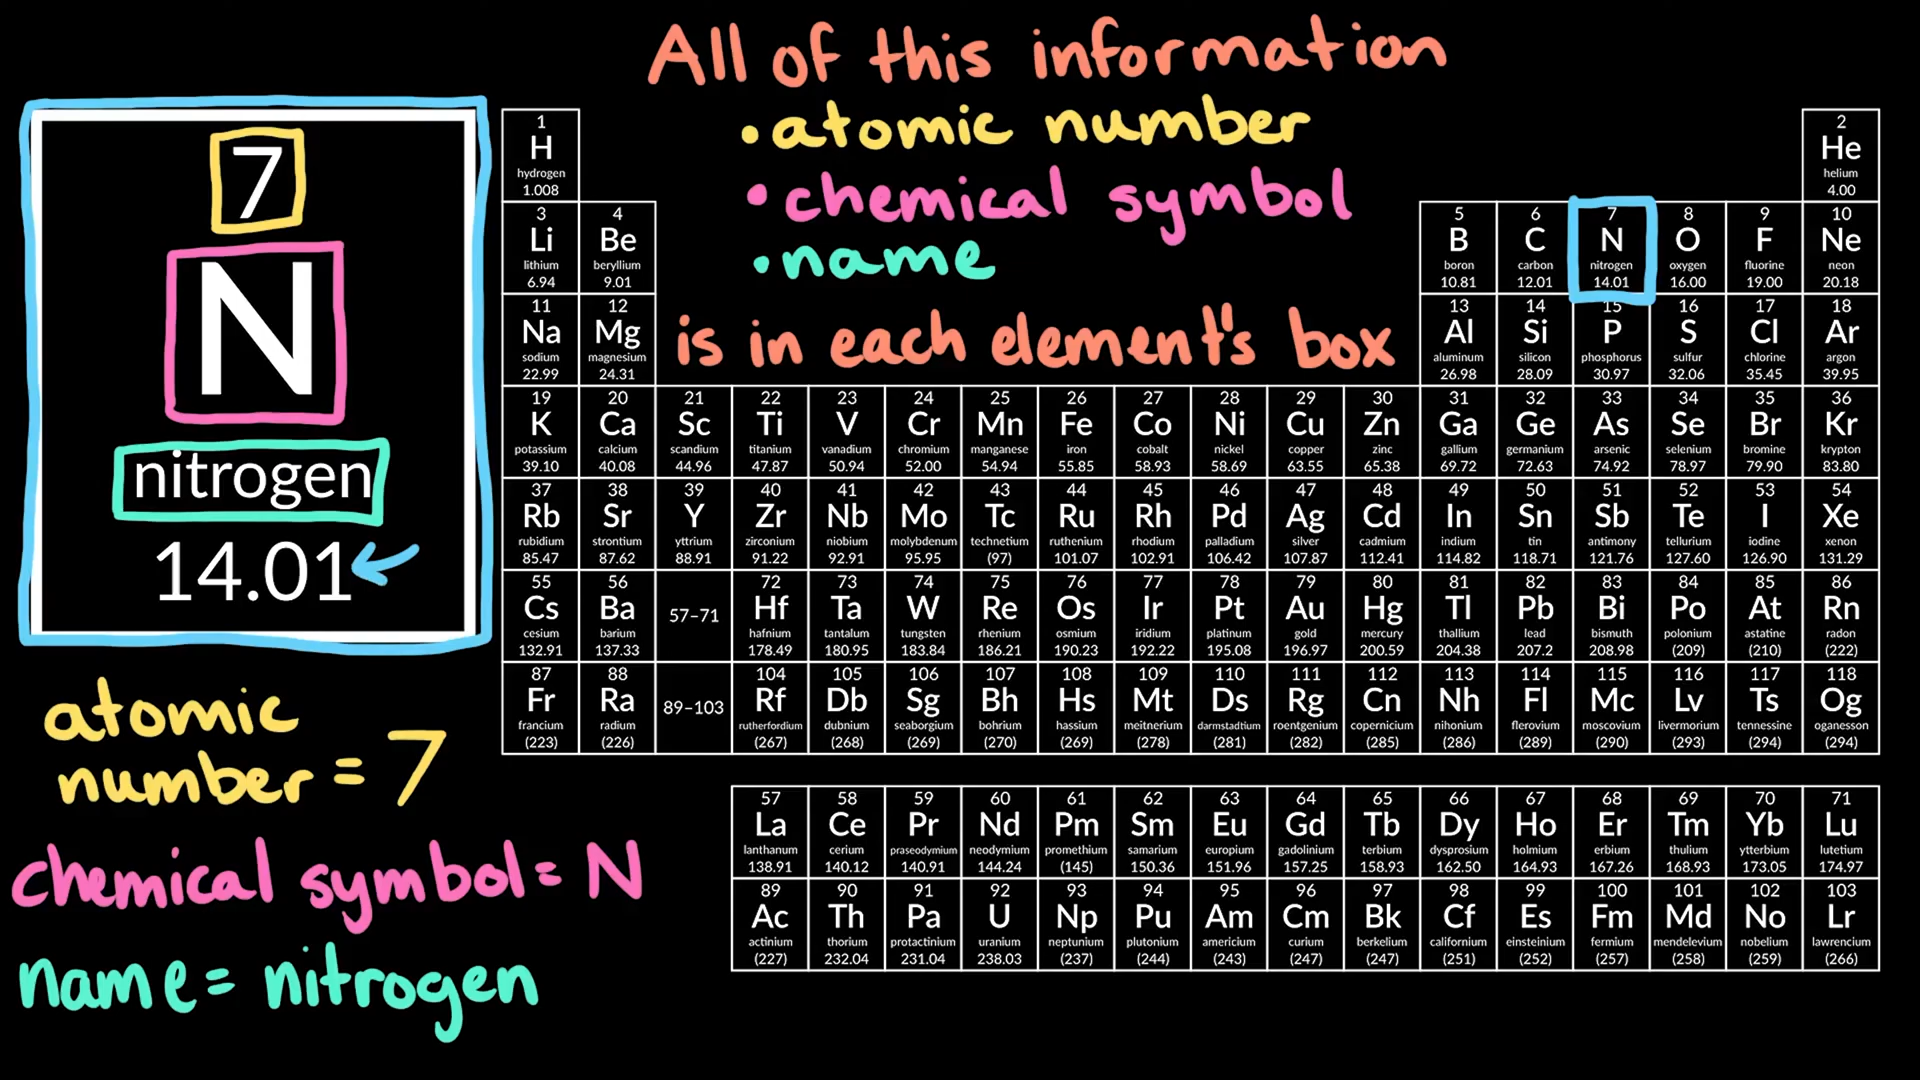 All of this information
• atomic number
• chemical symbol
• name
is in each element's box
7
N
nitrogen
14.01
atomic
number = 7
chemical symbol = N
name = nitrogen
1 2
H He
hydrogen helium
1.008 4.00
3 4 5 6 7 8 9 10
Li Be B C N O F Ne
lithium beryllium boron carbon nitrogen oxygen fluorine neon
6.94 9.01 10.81 12.01 14.01 16.00 19.00 20.18
11 12 13 14 15 16 17 18
Na Mg Al Si P S Cl Ar
sodium magnesium aluminum silicon phosphorus sulfur chlorine argon
22.99 24.31 26.98 28.09 30.97 32.06 35.45 39.95
19 20 21 22 23 24 25 26 27 28 29 30 31 32 33 34 35 36
K Ca Sc Ti V Cr Mn Fe Co Ni Cu Zn Ga Ge As Se Br Kr
potassium calcium scandium titanium vanadium chromium manganese iron cobalt nickel copper zinc gallium germanium arsenic selenium bromine krypton
39.10 40.08 44.96 47.87 50.94 52.00 54.94 55.85 58.93 58.69 63.55 65.38 69.72 72.63 74.92 78.97 79.90 83.80
37 38 39 40 41 42 43 44 45 46 47 48 49 50 51 52 53 54
Rb Sr Y Zr Nb Mo Tc Ru Rh Pd Ag Cd In Sn Sb Te I Xe
rubidium strontium yttrium zirconium niobium molybdenum technetium ruthenium rhodium palladium silver cadmium indium tin antimony tellurium iodine xenon
85.47 87.62 88.91 91.22 92.91 95.95 (97) 101.07 102.91 106.42 107.87 112.41 114.82 118.71 121.76 127.60 126.90 131.29
55 56 72 73 74 75 76 77 78 79 80 81 82 83 84 85 86
Cs Ba 57–71 Hf Ta W Re Os Ir Pt Au Hg Tl Pb Bi Po At Rn
cesium barium hafnium tantalum tungsten rhenium osmium iridium platinum gold mercury thallium lead bismuth polonium astatine radon
132.91 137.33 178.49 180.95 183.84 186.21 190.23 192.22 195.08 196.97 200.59 204.38 207.2 208.98 (209) (210) (222)
87 88 104 105 106 107 108 109 110 111 112 113 114 115 116 117 118
Fr Ra 89–103 Rf Db Sg Bh Hs Mt Ds Rg Cn Nh Fl Mc Lv Ts Og
francium radium rutherfordium dubnium seaborgium bohrium hassium meitnerium darmstadtium roentgenium copernicium nihonium flerovium moscovium livermorium tennessine oganesson
(223) (226) (267) (268) (269) (270) (269) (278) (281) (282) (285) (286) (289) (290) (293) (294) (294)
57 58 59 60 61 62 63 64 65 66 67 68 69 70 71
La Ce Pr Nd Pm Sm Eu Gd Tb Dy Ho Er Tm Yb Lu
lanthanum cerium praseodymium neodymium promethium samarium europium gadolinium terbium dysprosium holmium erbium thulium ytterbium lutetium
138.91 140.12 140.91 144.24 (145) 150.36 151.96 157.25 158.93 162.50 164.93 167.26 168.93 173.05 174.97
89 90 91 92 93 94 95 96 97 98 99 100 101 102 103
Ac Th Pa U Np Pu Am Cm Bk Cf Es Fm Md No Lr
actinium thorium protactinium uranium neptunium plutonium americium curium berkelium californium einsteinium fermium mendelevium nobelium lawrencium
(227) 232.04 231.04 238.03 (237) (244) (243) (247) (247) (251) (252) (257) (258) (259) (266)